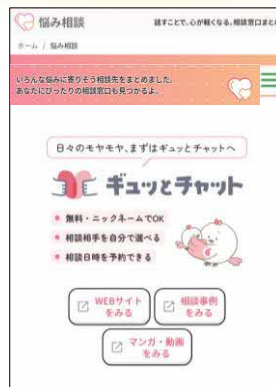 悩み相談
話すことで、心が軽くなる。相談窓口まとめ
ホーム / 悩み相談
いろんな悩みに寄りそう相談先をまとめました。
あなたにぴったりの相談窓口も見つかるよ。
日々のモヤモヤ、まずはギュッとチャットへ
ギュッとチャット
無料・ニックネームでOK
相談相手を自分で選べる
相談日時を予約できる
WEBサイト
をみる
相談事例
をみる
マンガ・動画
をみる